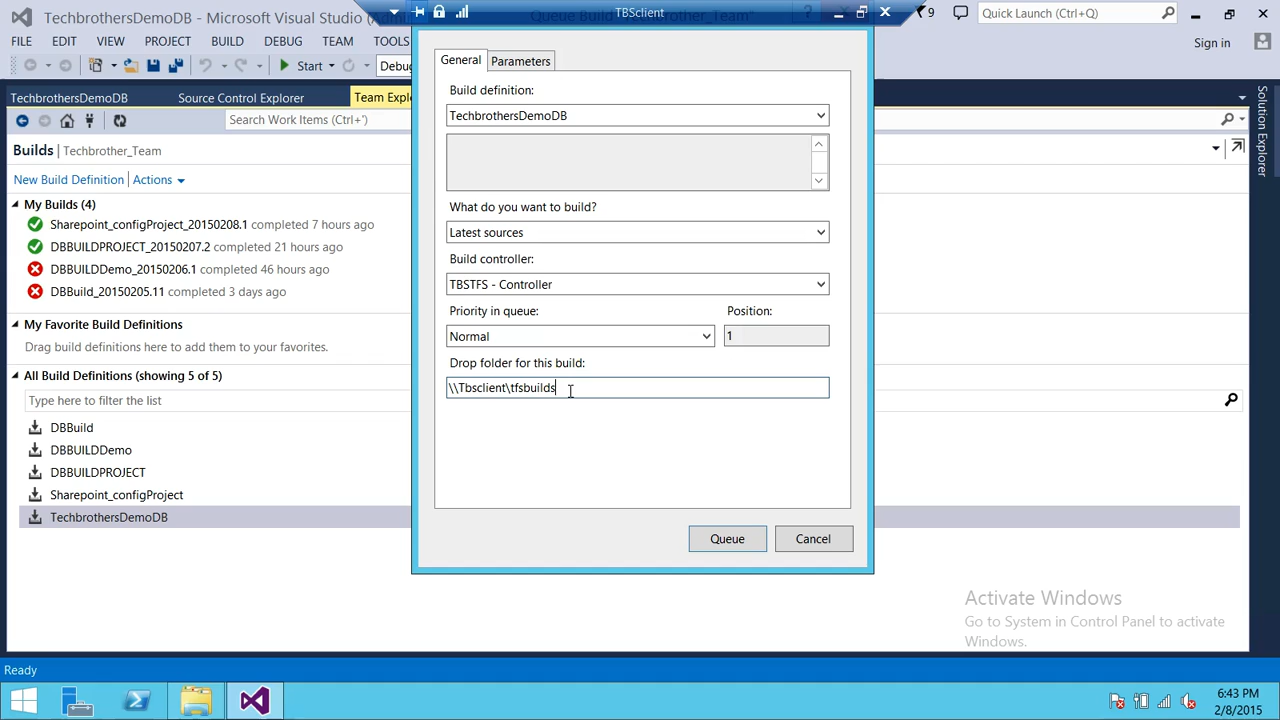 TechbrothersDemoDB - Microsoft Visual Studio
TBSclient
Queue Build
brother_Team"
9
Quick Launch (Ctrl+Q)
FILE EDIT VIEW PROJECT BUILD DEBUG TEAM TOOLS
Sign in
Start
Debug
TechbrothersDemoDB
Source Control Explorer
Team Expl
Search Work Items (Ctrl+')
Builds | Techbrother_Team
New Build Definition | Actions
My Builds (4)
Sharepoint_configProject_20150208.1 completed 7 hours ago
DBBUILDPROJECT_20150207.2 completed 21 hours ago
DBBUILDDemo_20150206.1 completed 46 hours ago
DBBuild_20150205.11 completed 3 days ago
My Favorite Build Definitions
Drag build definitions here to add them to your favorites.
All Build Definitions (showing 5 of 5)
Type here to filter the list
DBBuild
DBBUILDDemo
DBBUILDPROJECT
Sharepoint_configProject
TechbrothersDemoDB
General
Parameters
Build definition:
TechbrothersDemoDB
What do you want to build?
Latest sources
Build controller:
TBSTFS - Controller
Priority in queue:
Position:
Normal
1
Drop folder for this build:
\\Tbsclient\tfsbuilds
Queue
Cancel
Solution Explorer
Activate Windows
Go to System in Control Panel to activate
Windows.
Ready
6:43 PM
2/8/2015